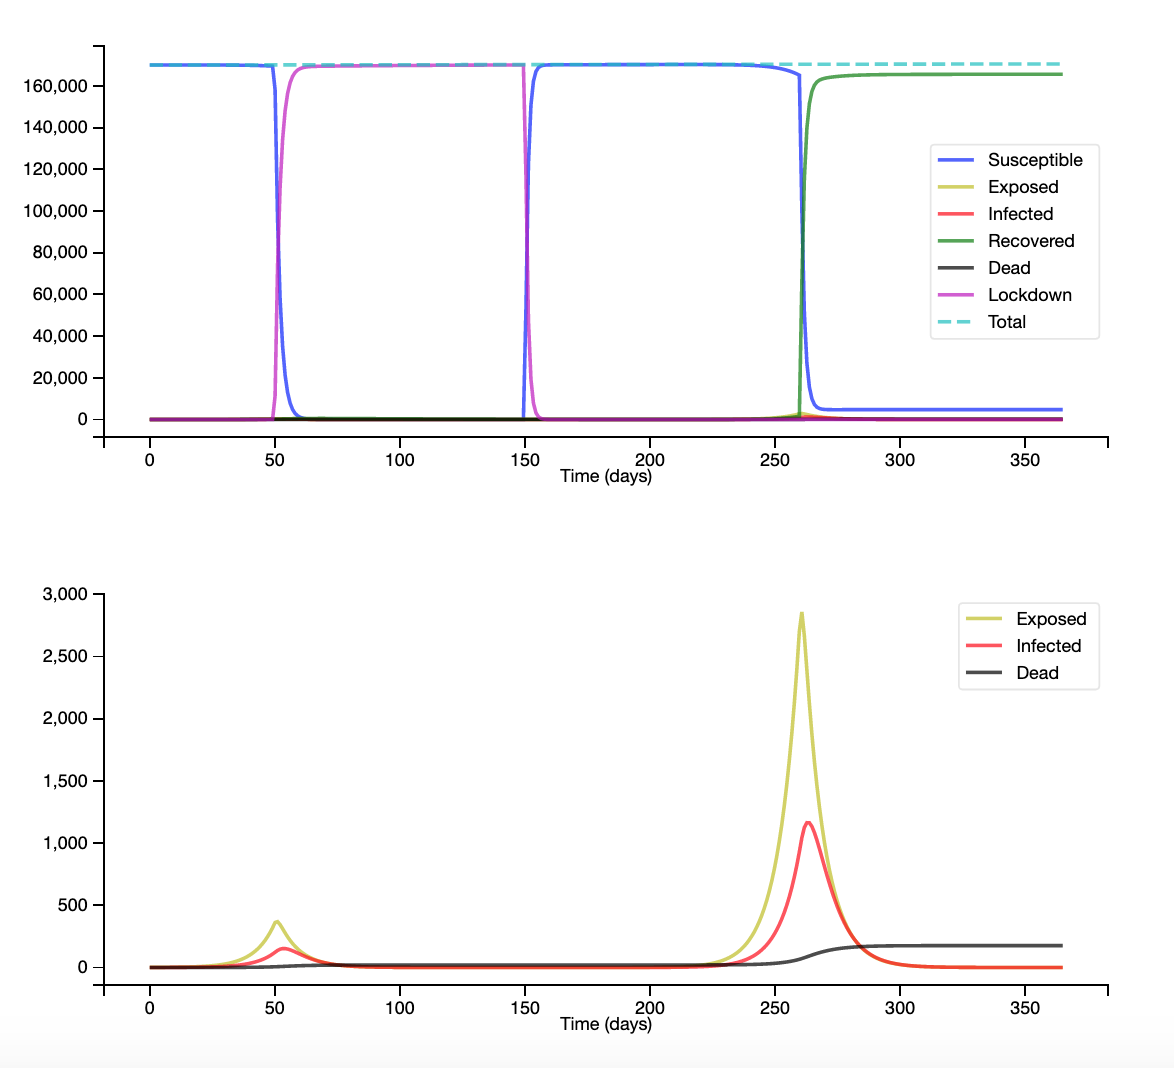 160,000
140,000
120,000
100,000
80,000
60,000
40,000
20,000
0
Susceptible
Exposed
Infected
Recovered
Dead
Lockdown
Total
0 50 100 150 200 250 300 350
Time (days)
3,000
2,500
2,000
1,500
1,000
500
0
Exposed
Infected
Dead
0 50 100 150 200 250 300 350
Time (days)